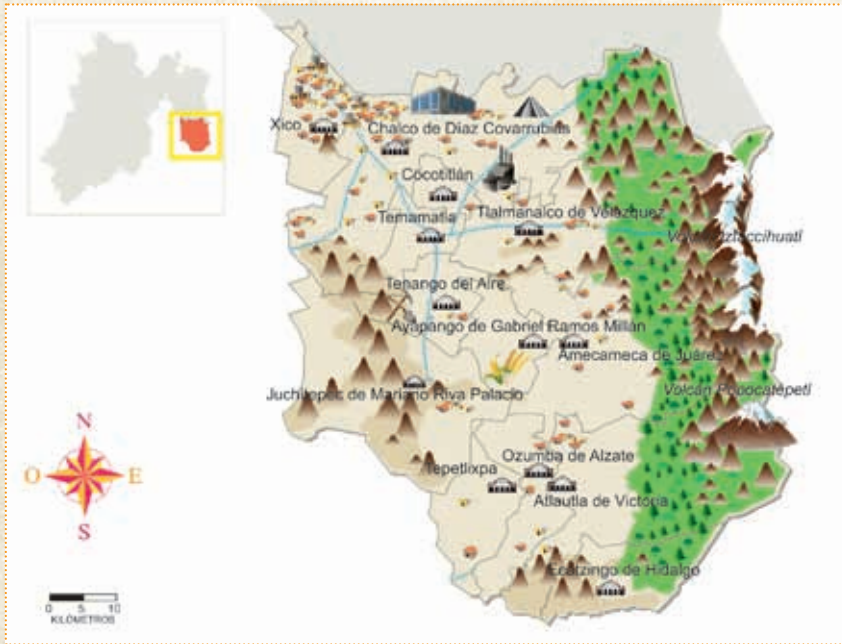 Xico
Chalco de Díaz Covarrubias
Cocotitlán
Temamatla
Tlalmanalco de Velázquez
Volcán Iztaccíhuatl
Tenango del Aire
Ayapango de Gabriel Ramos Millán
Amecameca de Juárez
Juchitepec de Mariano Riva Palacio
Volcán Popocatépetl
Ozumba de Alzate
Tepetlixpa
Atlautla de Victoria
Ecatzingo de Hidalgo
N
O
E
S
0 5 10
KILÓMETROS